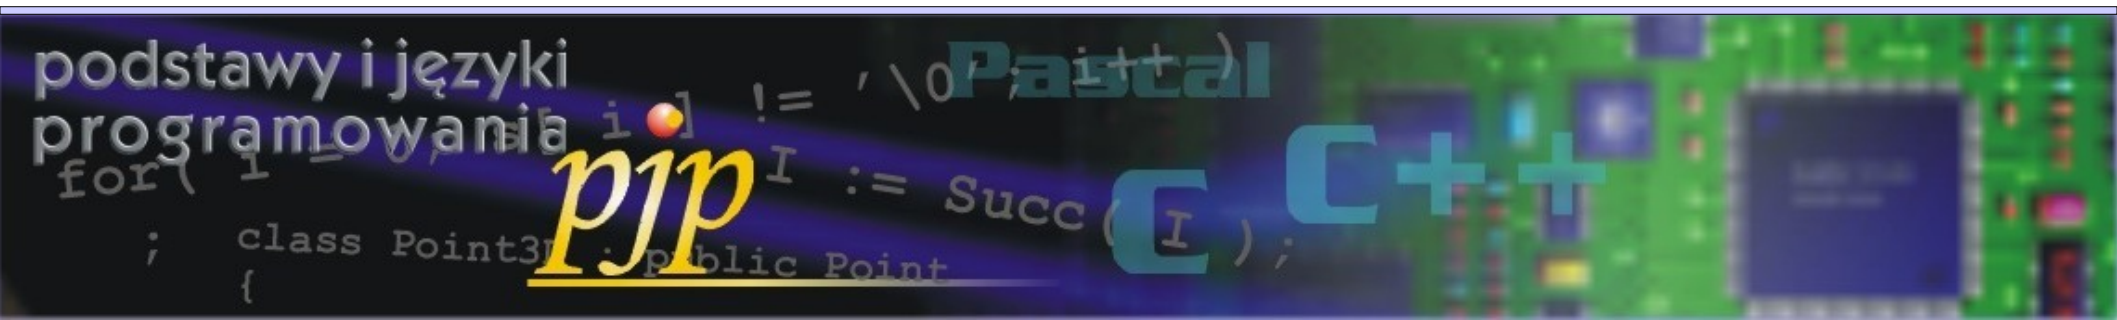 podstawy i języki
programowania
pjp
Pascal
C
C++
for( i = 0; s[ i ] != '\0'; i++ )
;
I := Succ( I );
class Point3D : public Point
{